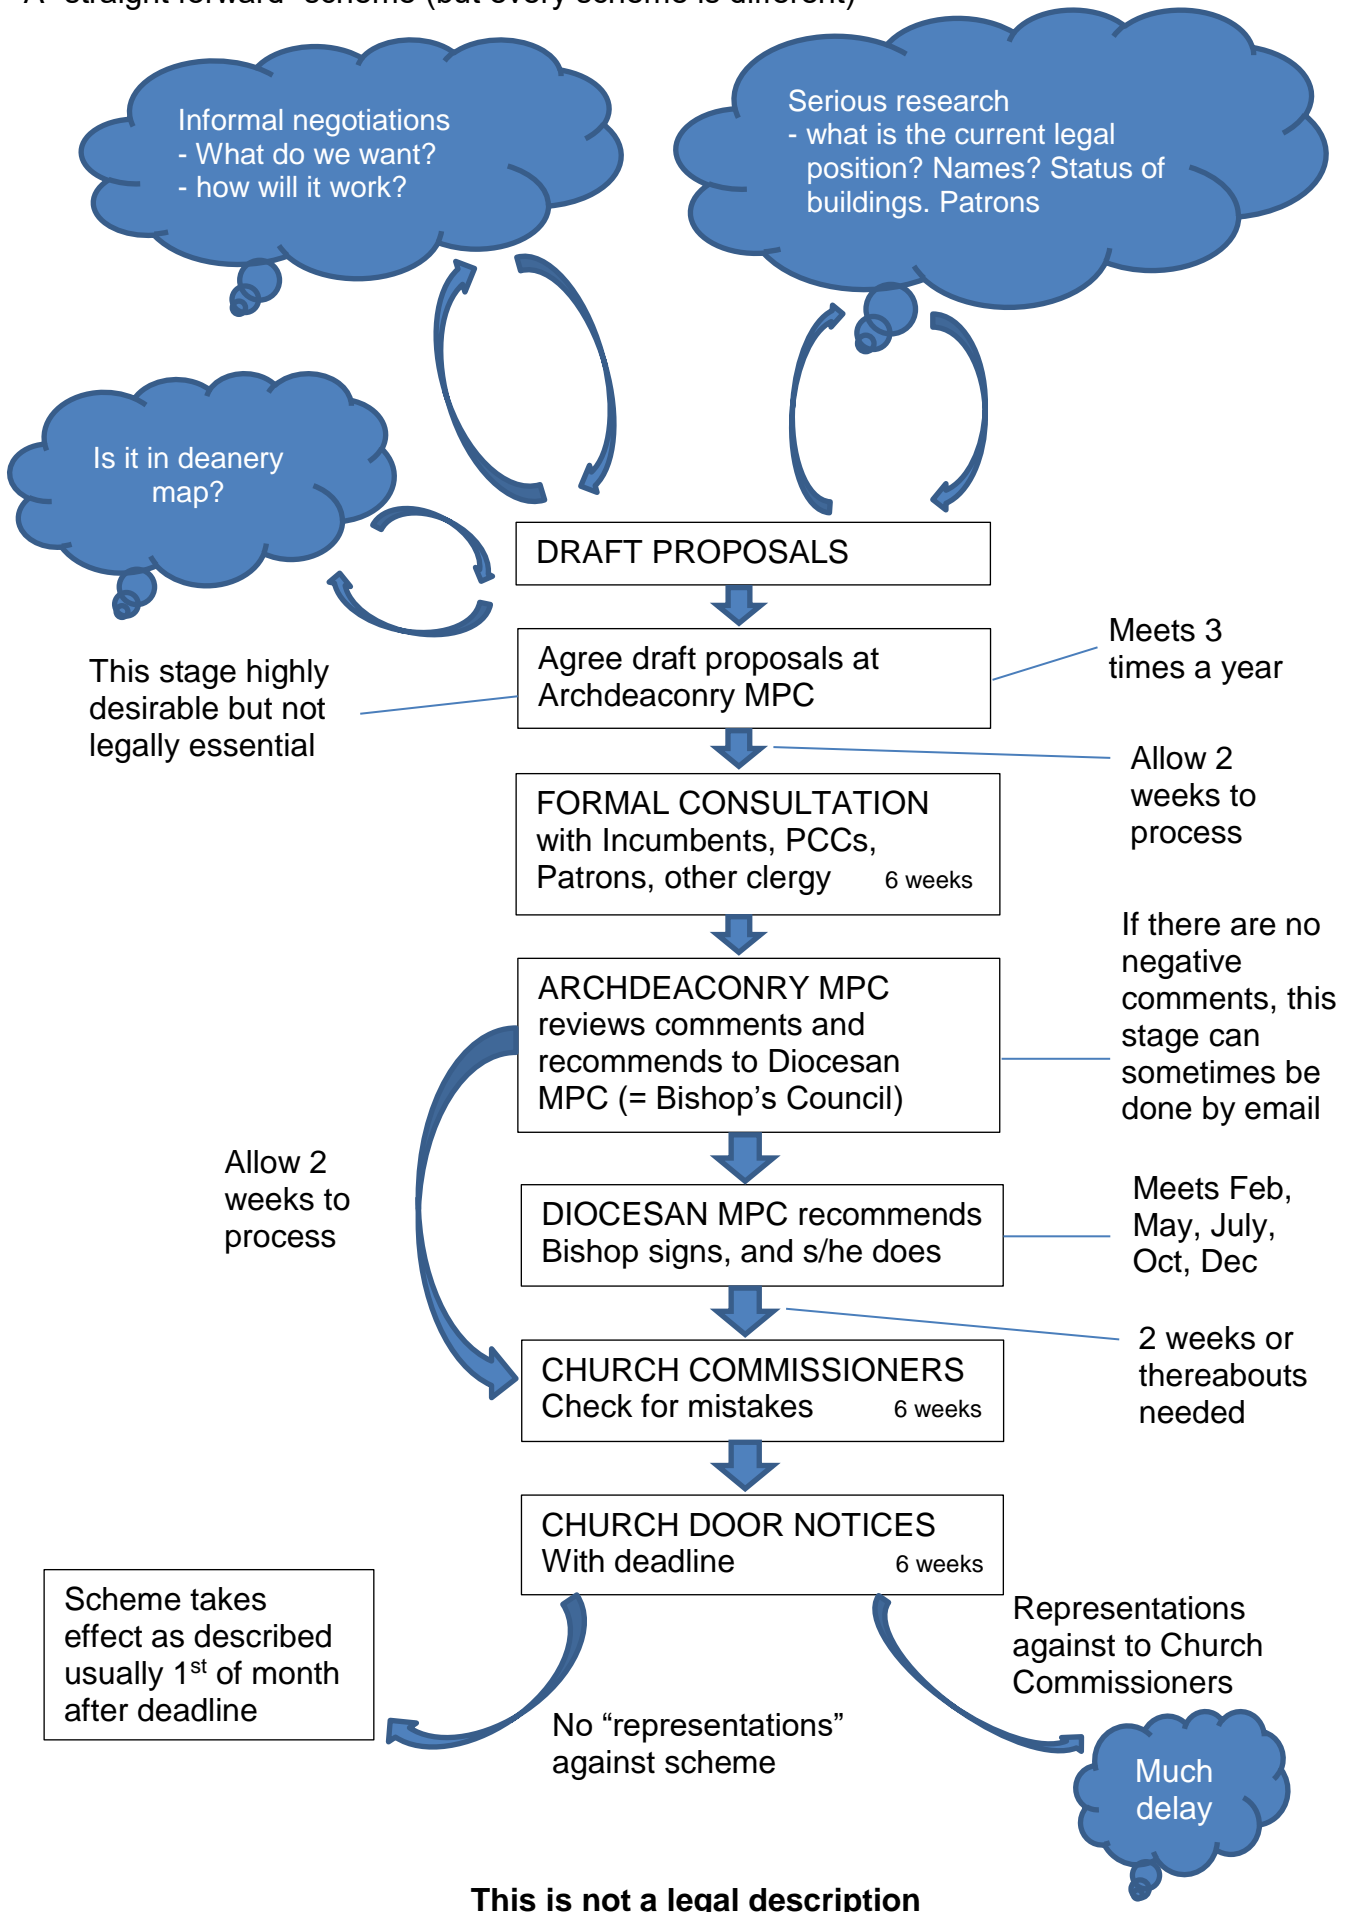 A “straight forward” scheme (but every scheme is different)
Informal negotiations
- What do we want?
- how will it work?
Serious research
- what is the current legal
position? Names? Status of
buildings. Patrons
Is it in deanery
map?
DRAFT PROPOSALS
Agree draft proposals at
Archdeaconry MPC
Meets 3
times a year
This stage highly
desirable but not
legally essential
Allow 2
weeks to
process
FORMAL CONSULTATION
with Incumbents, PCCs,
Patrons, other clergy 6 weeks
If there are no
negative
comments, this
stage can
sometimes be
done by email
ARCHDEACONRY MPC
reviews comments and
recommends to Diocesan
MPC (= Bishop’s Council)
Allow 2
weeks to
process
DIOCESAN MPC recommends
Bishop signs, and s/he does
Meets Feb,
May, July,
Oct, Dec
2 weeks or
thereabouts
needed
CHURCH COMMISSIONERS
Check for mistakes 6 weeks
CHURCH DOOR NOTICES
With deadline 6 weeks
Scheme takes
effect as described
usually 1st of month
after deadline
No “representations”
against scheme
Representations
against to Church
Commissioners
Much
delay
This is not a legal description